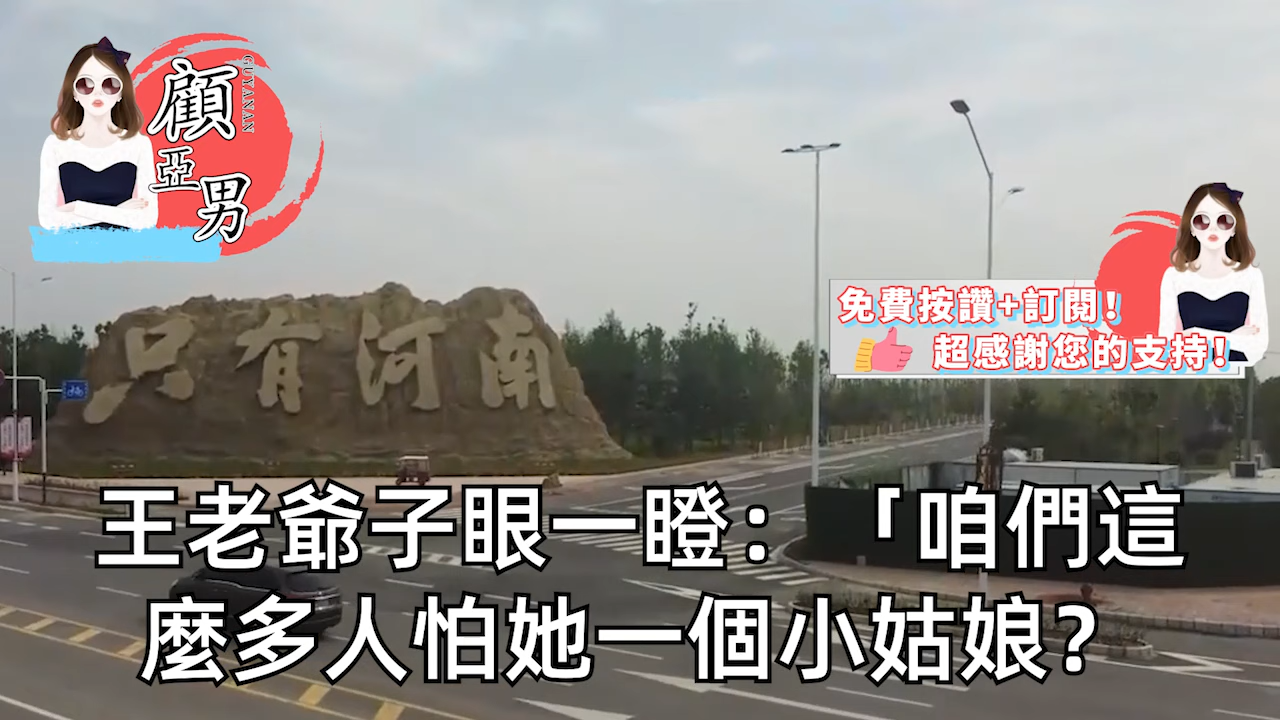 顧亞男
GUYANAN
免費按讚+訂閱!
超感謝您的支持!
只有河南
王老爺子眼一瞪：「咱們這
麼多人怕她一個小姑娘?